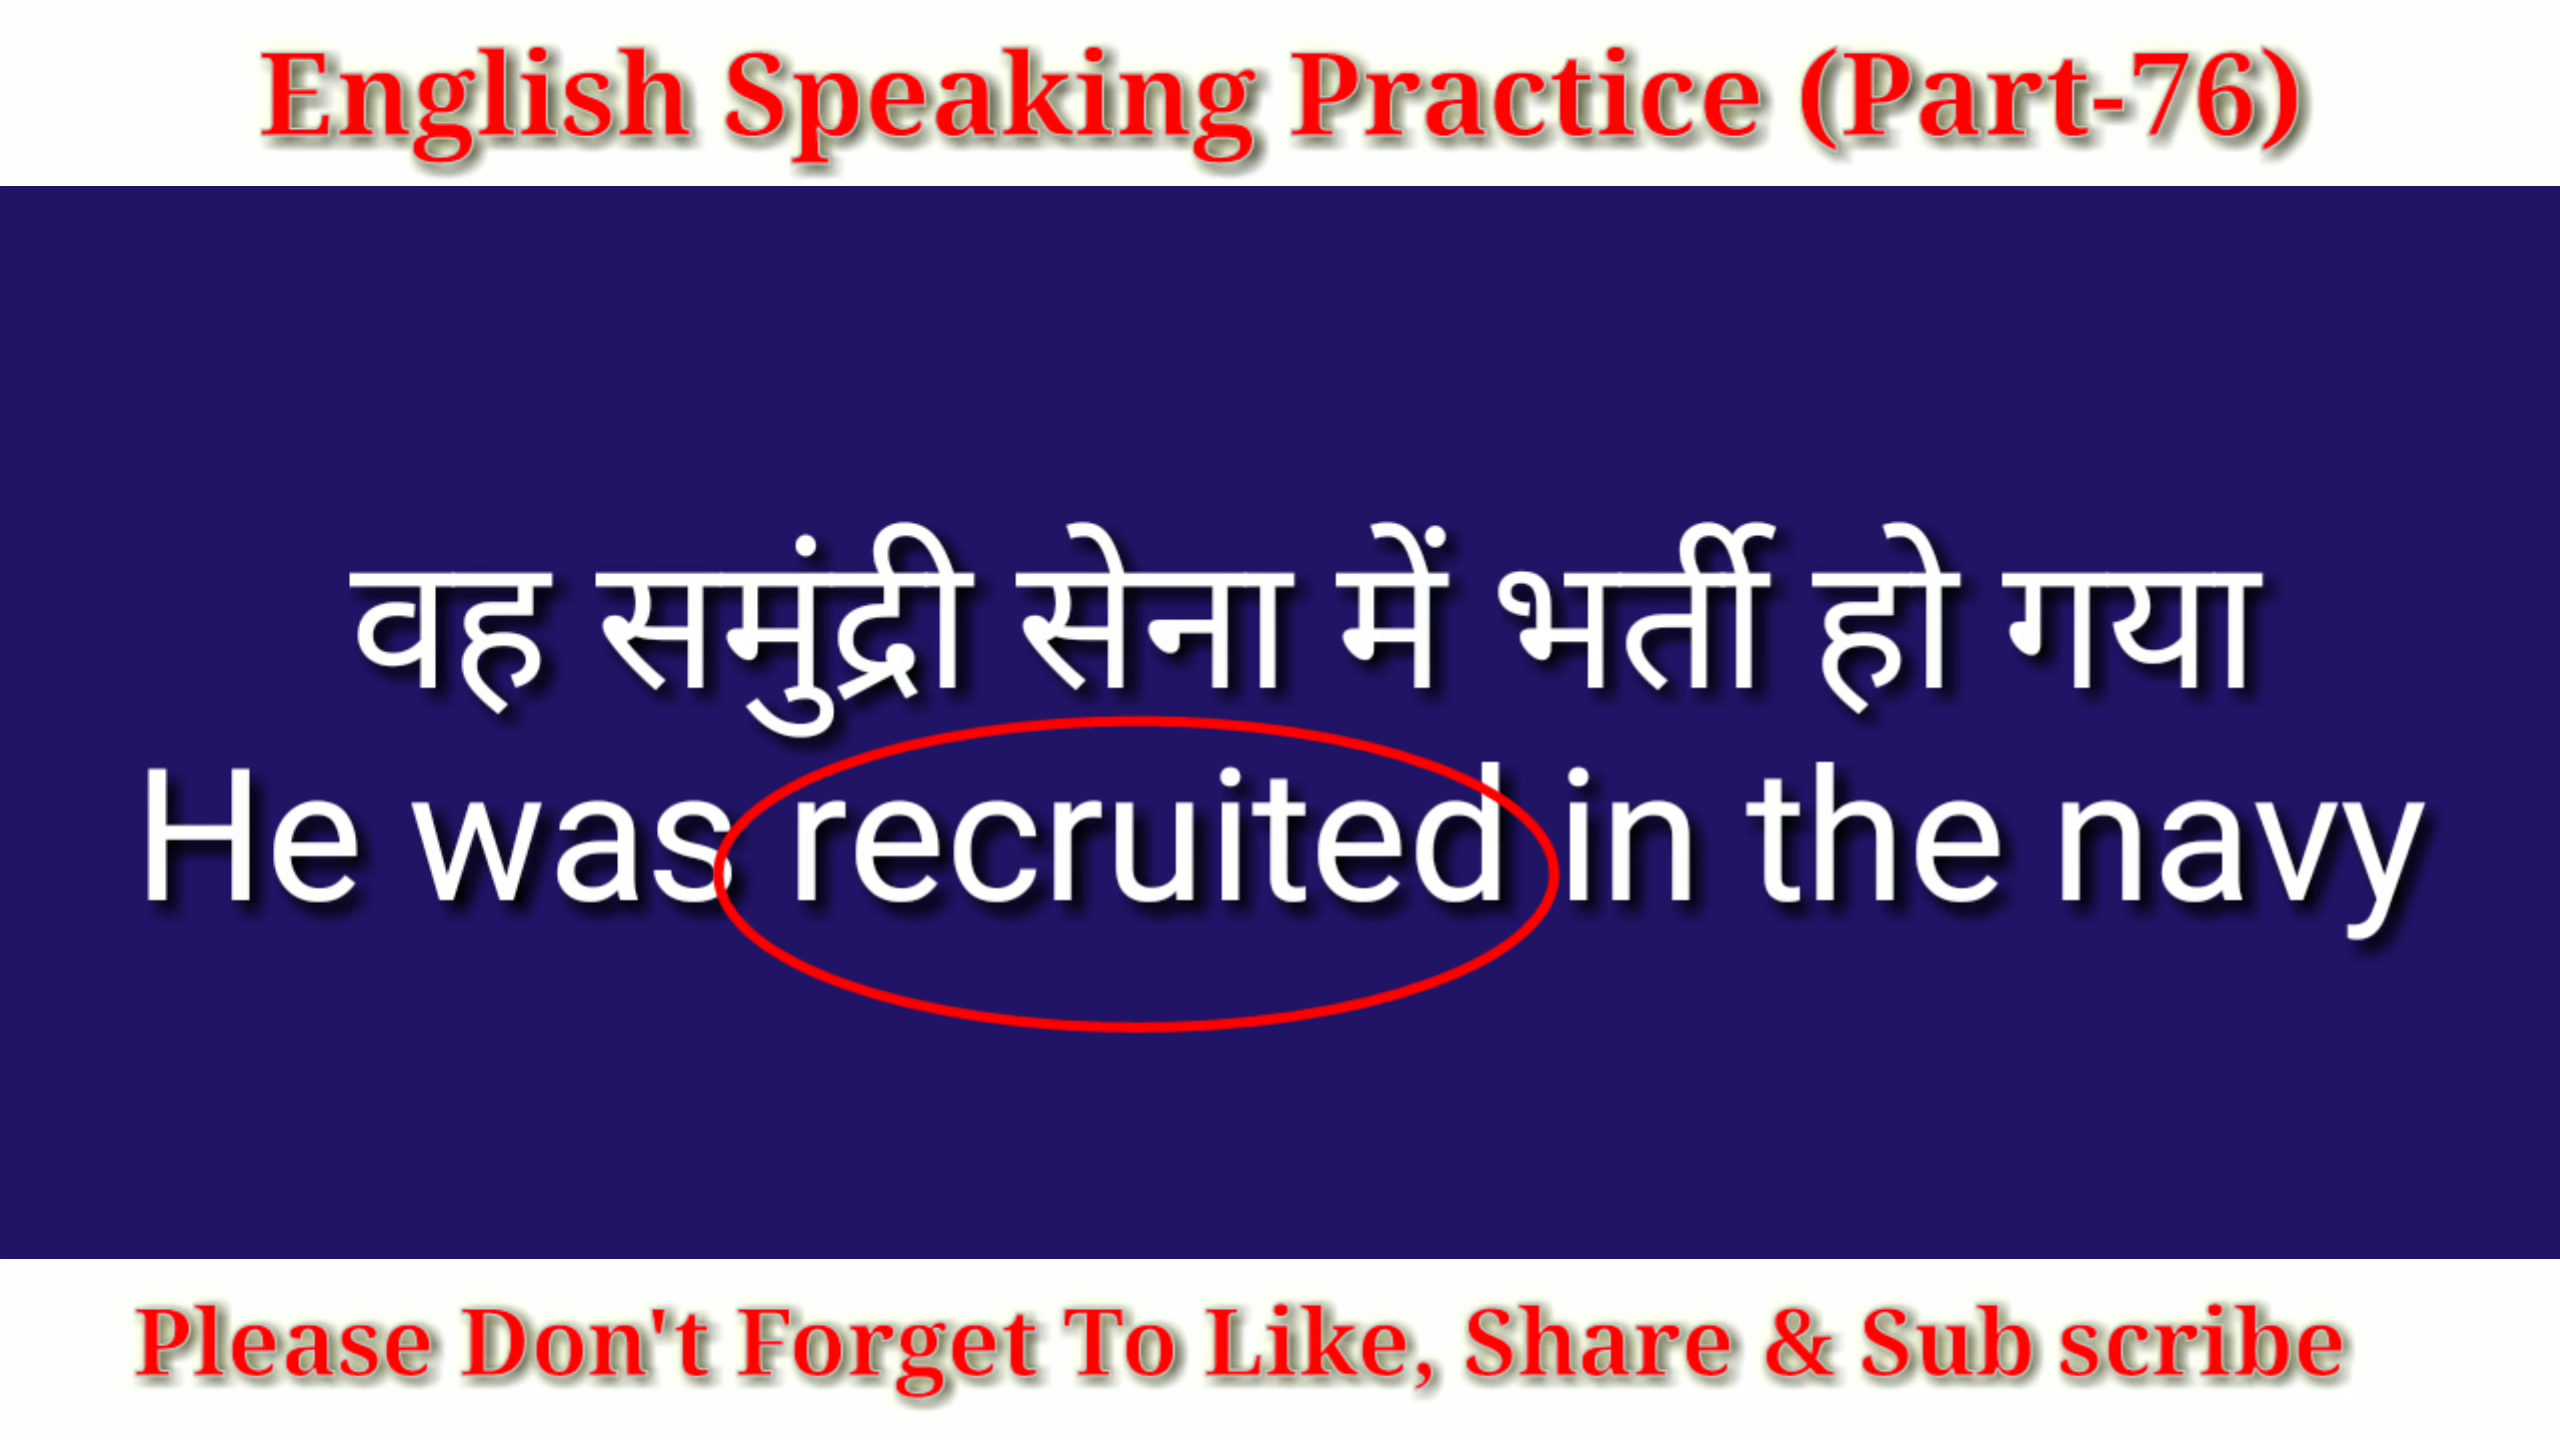 English Speaking Practice (Part-76)
वह समुंद्री सेना में भर्ती हो गया
He was recruited in the navy
Please Don't Forget To Like, Share & Sub scribe